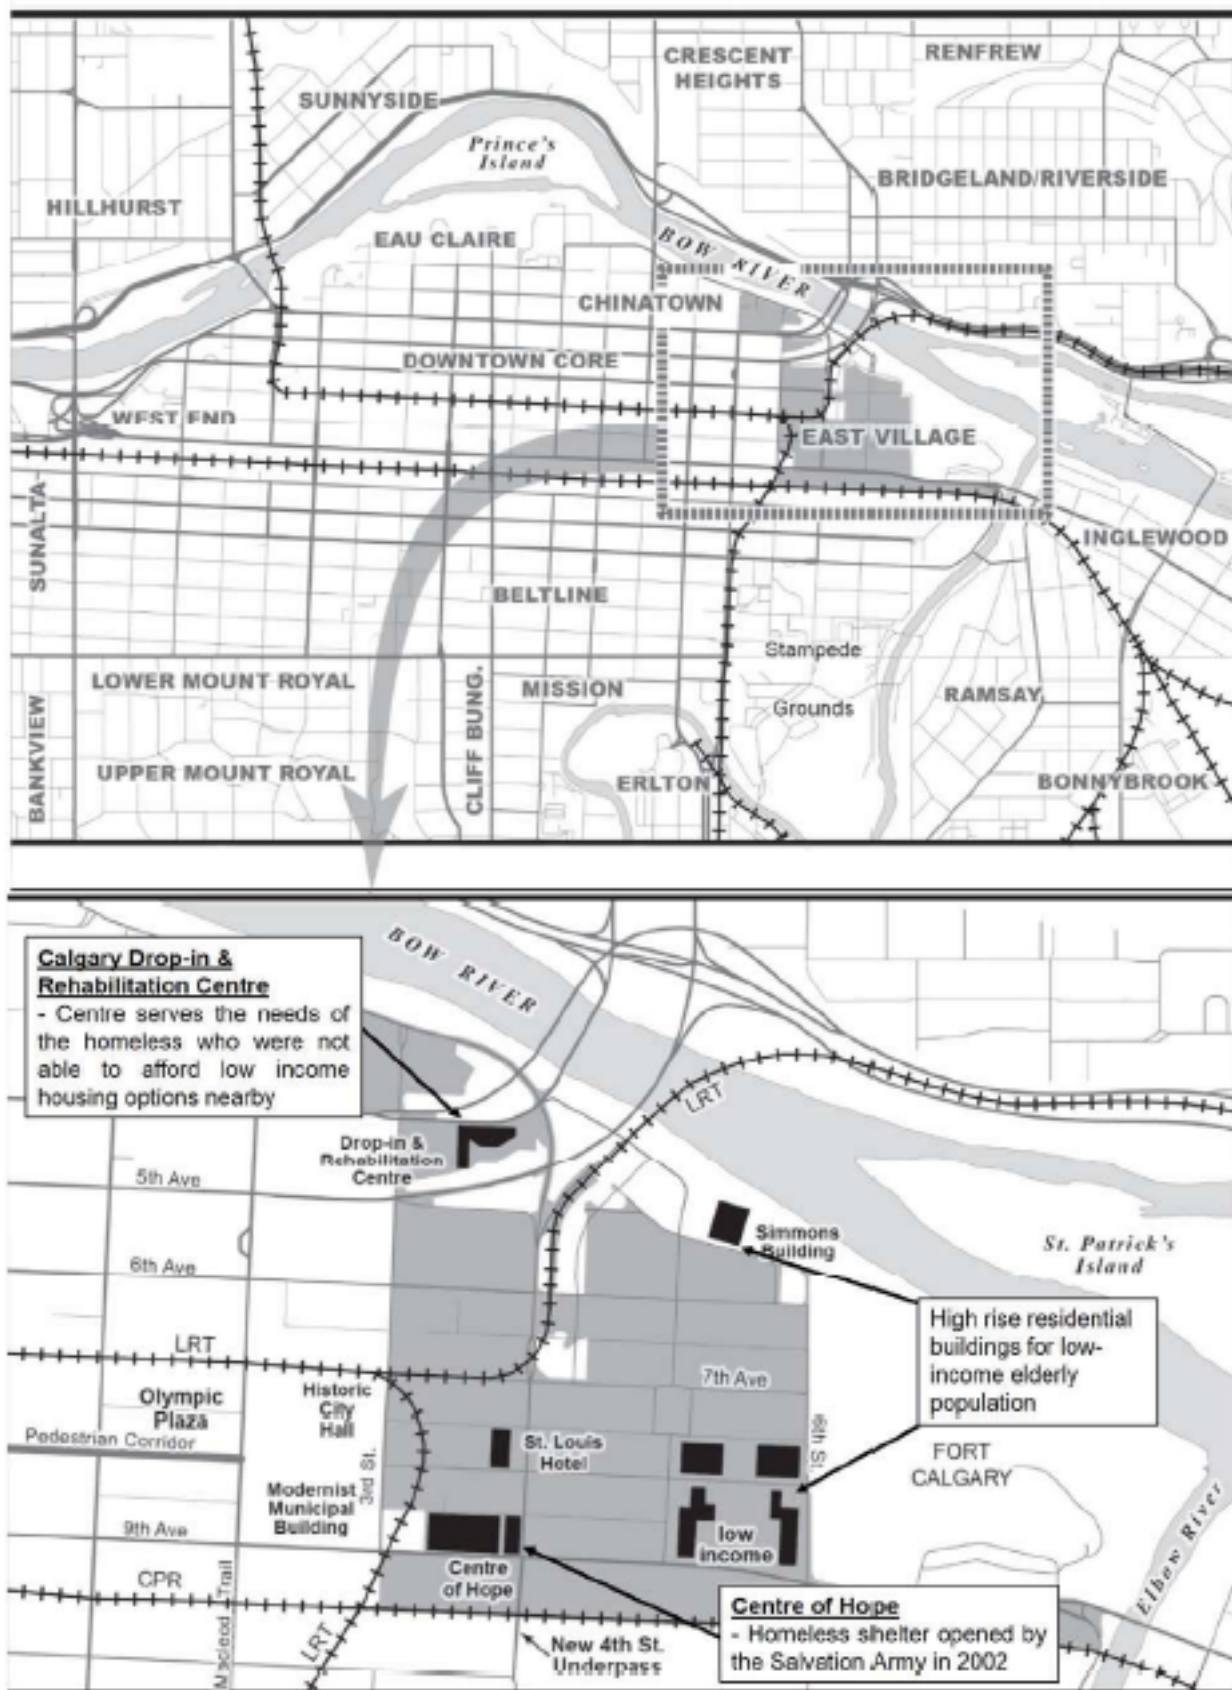 CRESCENT
HEIGHTS
RENFREW
SUNNYSIDE
Prince's
Island
BRIDGELAND/RIVERSIDE
HILLHURST
EAU CLAIRE
BOW RIVER
CHINATOWN
DOWNTOWN CORE
WEST END
EAST VILLAGE
SUNALTA
INGLEWOOD
BELTLINE
Stampede
Grounds
LOWER MOUNT ROYAL
MISSION
RAMSAY
BANKVIEW
CLIFF BUNG.
UPPER MOUNT ROYAL
ERLTON
BONNYBROOK
Calgary Drop-in &
Rehabilitation Centre
- Centre serves the needs of
the homeless who were not
able to afford low income
housing options nearby
BOW RIVER
LRT
Drop-in &
Rehabilitation
Centre
5th Ave
Simmons
Building
St. Patrick's
Island
6th Ave
High rise residential
buildings for low-
income elderly
population
LRT
7th Ave
Olympic
Plaza
Historic
City
Hall
Pedestrian Corridor
St. Louis
Hotel
6th St
FORT
CALGARY
3rd St.
Modernist
Municipal
Building
9th Ave
low
income
Centre
of Hope
CPR
Macleod Trail
LRT
New 4th St.
Underpass
Centre of Hope
- Homeless shelter opened by
the Salvation Army in 2002
Elbow River